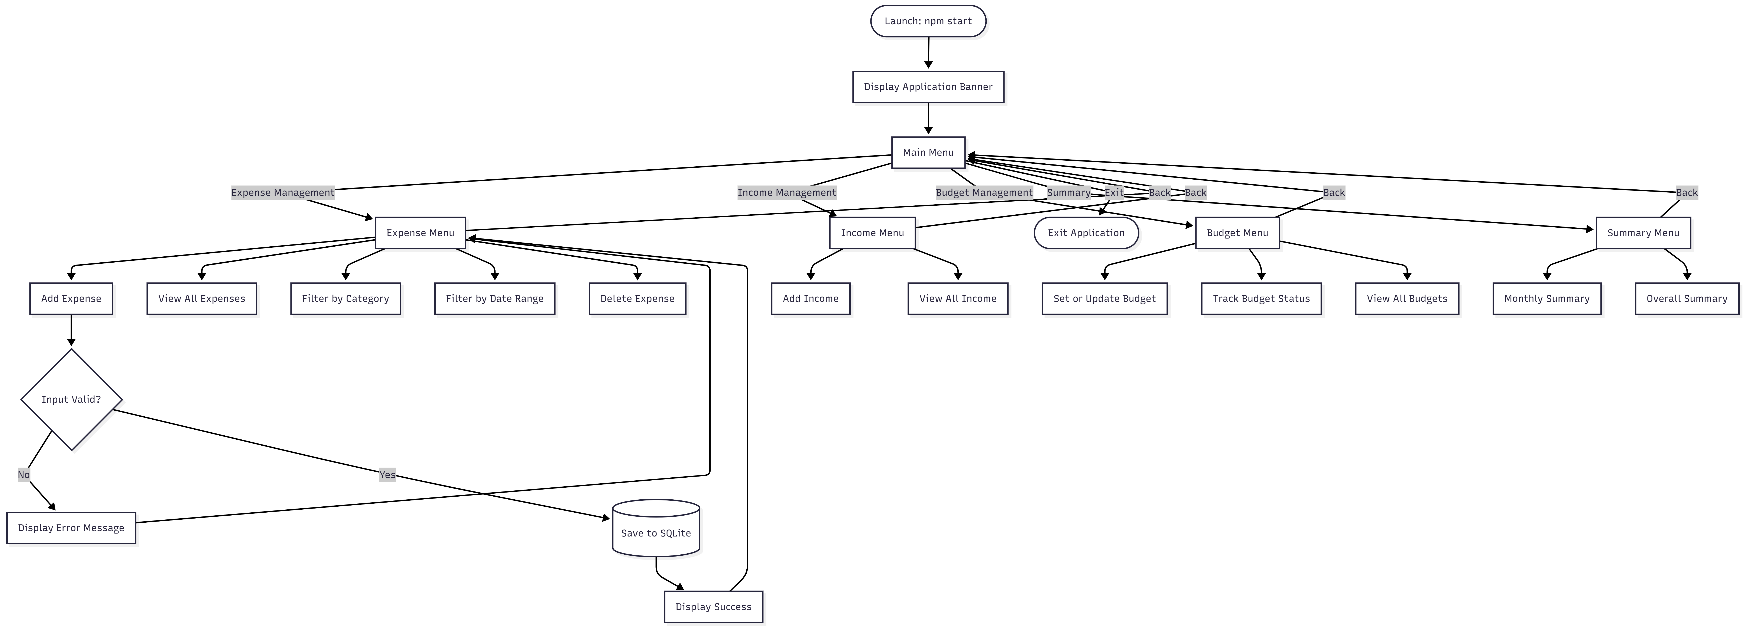 Launch: npm start
Display Application Banner
Main Menu
Expense Management
Income Management
Budget Management
Summary
Exit
Back
Back
Back
Back
Expense Menu
Income Menu
Exit Application
Budget Menu
Summary Menu
Add Expense
View All Expenses
Filter by Category
Filter by Date Range
Delete Expense
Add Income
View All Income
Set or Update Budget
Track Budget Status
View All Budgets
Monthly Summary
Overall Summary
Input Valid?
No
Yes
Display Error Message
Save to SQLite
Display Success